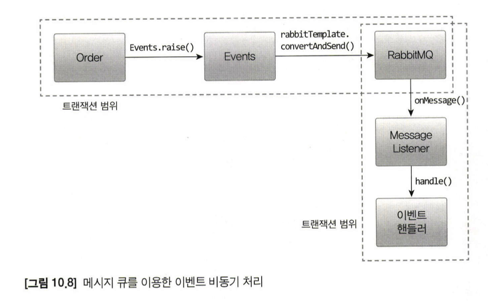 Order
Events.raise()
Events
rabbitTemplate.
convertAndSend()
RabbitMQ
트랜잭션 범위
onMessage()
Message
Listener
handle()
트랜잭션 범위
이벤트
핸들러
[그림 10.8] 메시지 큐를 이용한 이벤트 비동기 처리